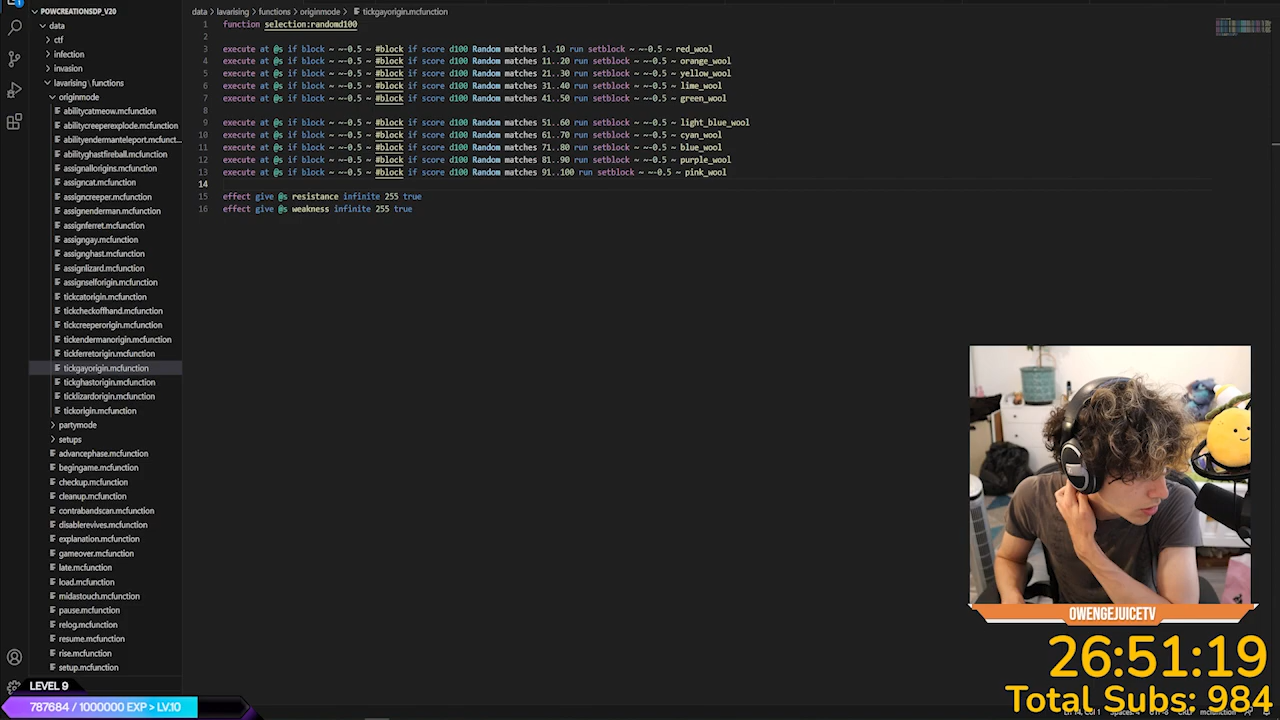 POWCREATIONSDP_V20
data
ctf
infection
invasion
lavarising \ functions
originmode
abilitycatmeow.mcfunction
abilitycreeperexplode.mcfunction
abilityendermanteleport.mcfunct...
abilityghastfireball.mcfunction
assignallorigins.mcfunction
assigncat.mcfunction
assigncreeper.mcfunction
assignenderman.mcfunction
assignferret.mcfunction
assigngay.mcfunction
assignghast.mcfunction
assignlizard.mcfunction
assignselforigin.mcfunction
tickcatorigin.mcfunction
tickcheckoffhand.mcfunction
tickcreeperorigin.mcfunction
tickendermanorigin.mcfunction
tickferretorigin.mcfunction
tickgayorigin.mcfunction
tickghastorigin.mcfunction
ticklizardorigin.mcfunction
tickorigin.mcfunction
partymode
setups
advancephase.mcfunction
begingame.mcfunction
checkup.mcfunction
cleanup.mcfunction
contrabandscan.mcfunction
disablerevives.mcfunction
explanation.mcfunction
gameover.mcfunction
late.mcfunction
load.mcfunction
midastouch.mcfunction
pause.mcfunction
relog.mcfunction
resume.mcfunction
rise.mcfunction
setup.mcfunction
LEVEL 9
787684 / 1000000 EXP > LV.10
data > lavarising > functions > originmode > tickgayorigin.mcfunction
1 function selection:randomd100
2
3 execute at @s if block ~ ~-0.5 ~ #block if score d100 Random matches 1..10 run setblock ~ ~-0.5 ~ red_wool
4 execute at @s if block ~ ~-0.5 ~ #block if score d100 Random matches 11..20 run setblock ~ ~-0.5 ~ orange_wool
5 execute at @s if block ~ ~-0.5 ~ #block if score d100 Random matches 21..30 run setblock ~ ~-0.5 ~ yellow_wool
6 execute at @s if block ~ ~-0.5 ~ #block if score d100 Random matches 31..40 run setblock ~ ~-0.5 ~ lime_wool
7 execute at @s if block ~ ~-0.5 ~ #block if score d100 Random matches 41..50 run setblock ~ ~-0.5 ~ green_wool
8
9 execute at @s if block ~ ~-0.5 ~ #block if score d100 Random matches 51..60 run setblock ~ ~-0.5 ~ light_blue_wool
10 execute at @s if block ~ ~-0.5 ~ #block if score d100 Random matches 61..70 run setblock ~ ~-0.5 ~ cyan_wool
11 execute at @s if block ~ ~-0.5 ~ #block if score d100 Random matches 71..80 run setblock ~ ~-0.5 ~ blue_wool
12 execute at @s if block ~ ~-0.5 ~ #block if score d100 Random matches 81..90 run setblock ~ ~-0.5 ~ purple_wool
13 execute at @s if block ~ ~-0.5 ~ #block if score d100 Random matches 91..100 run setblock ~ ~-0.5 ~ pink_wool
14
15 effect give @s resistance infinite 255 true
16 effect give @s weakness infinite 255 true
OWENGEJUICETV
26:51:19
Total Subs: 984